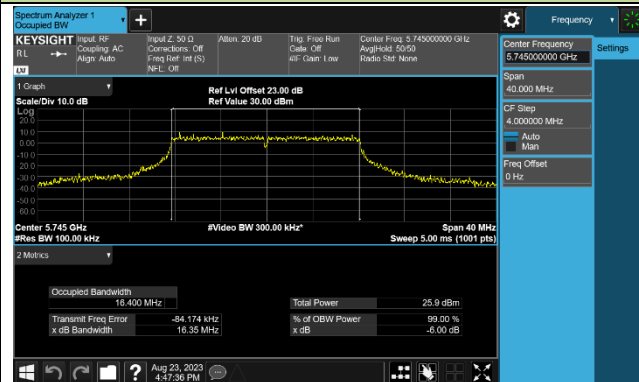 Spectrum Analyzer 1
Occupied BW
Frequency
KEYSIGHT
RL
Input: RF
Coupling: AC
Align: Auto
Input Z: 50 Ω
Corrections: Off
Freq Ref: Int (S)
NFE: Off
Atten: 20 dB
Trig: Free Run
Gate: Off
#IF Gain: Low
Center Freq: 5.745000000 GHz
Avg|Hold: 50/50
Radio Std: None
LXI
1 Graph
Scale/Div 10.0 dB
Log
Ref Lvl Offset 23.00 dB
Ref Value 30.00 dBm
20.0
10.0
0.00
-10.0
-20.0
-30.0
-40.0
-50.0
-60.0
Center 5.745 GHz
#Res BW 100.00 kHz
#Video BW 300.00 kHz*
Span 40 MHz
Sweep 5.00 ms (1001 pts)
2 Metrics
Occupied Bandwidth
16.400 MHz
Transmit Freq Error -84.174 kHz
x dB Bandwidth 16.35 MHz
Total Power 25.9 dBm
% of OBW Power 99.00 %
x dB -6.00 dB
Center Frequency
5.745000000 GHz
Span
40.000 MHz
CF Step
4.000000 MHz
Auto
Man
Freq Offset
0 Hz
Settings
Aug 23, 2023
4:47:36 PM